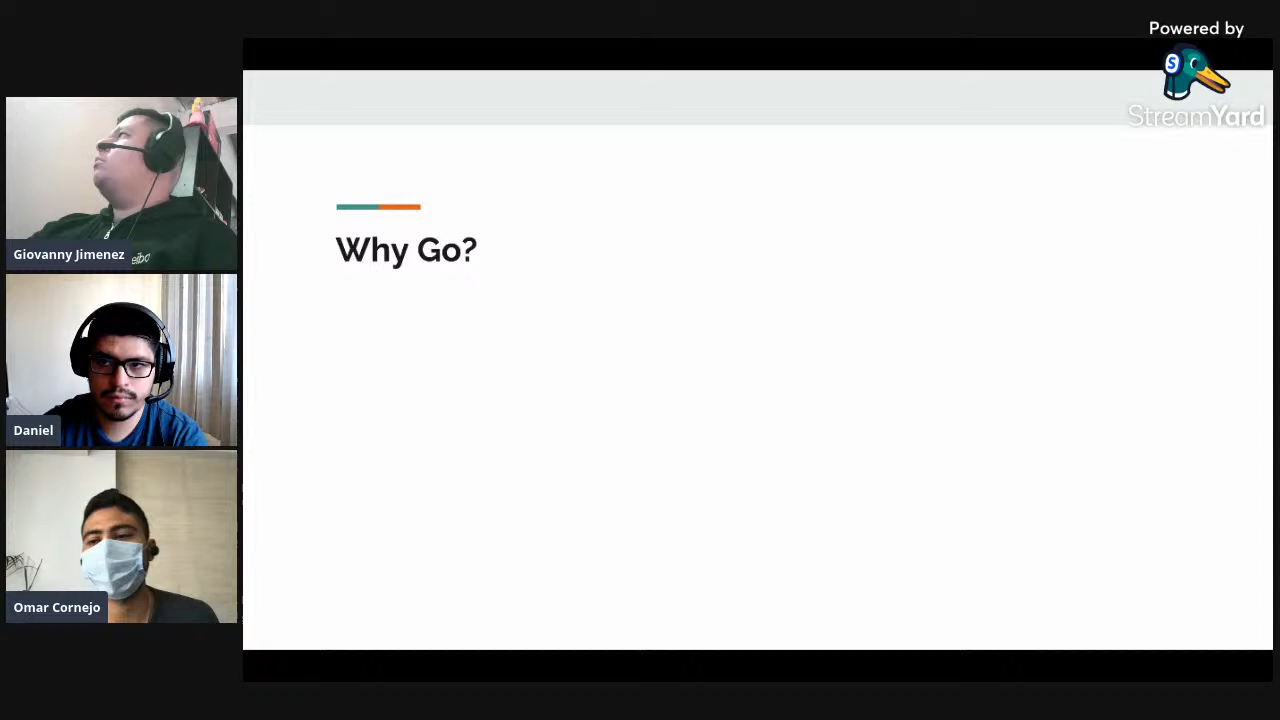 Powered by
S
StreamYard
Why Go?
Giovanny Jimenez
Daniel
Omar Cornejo